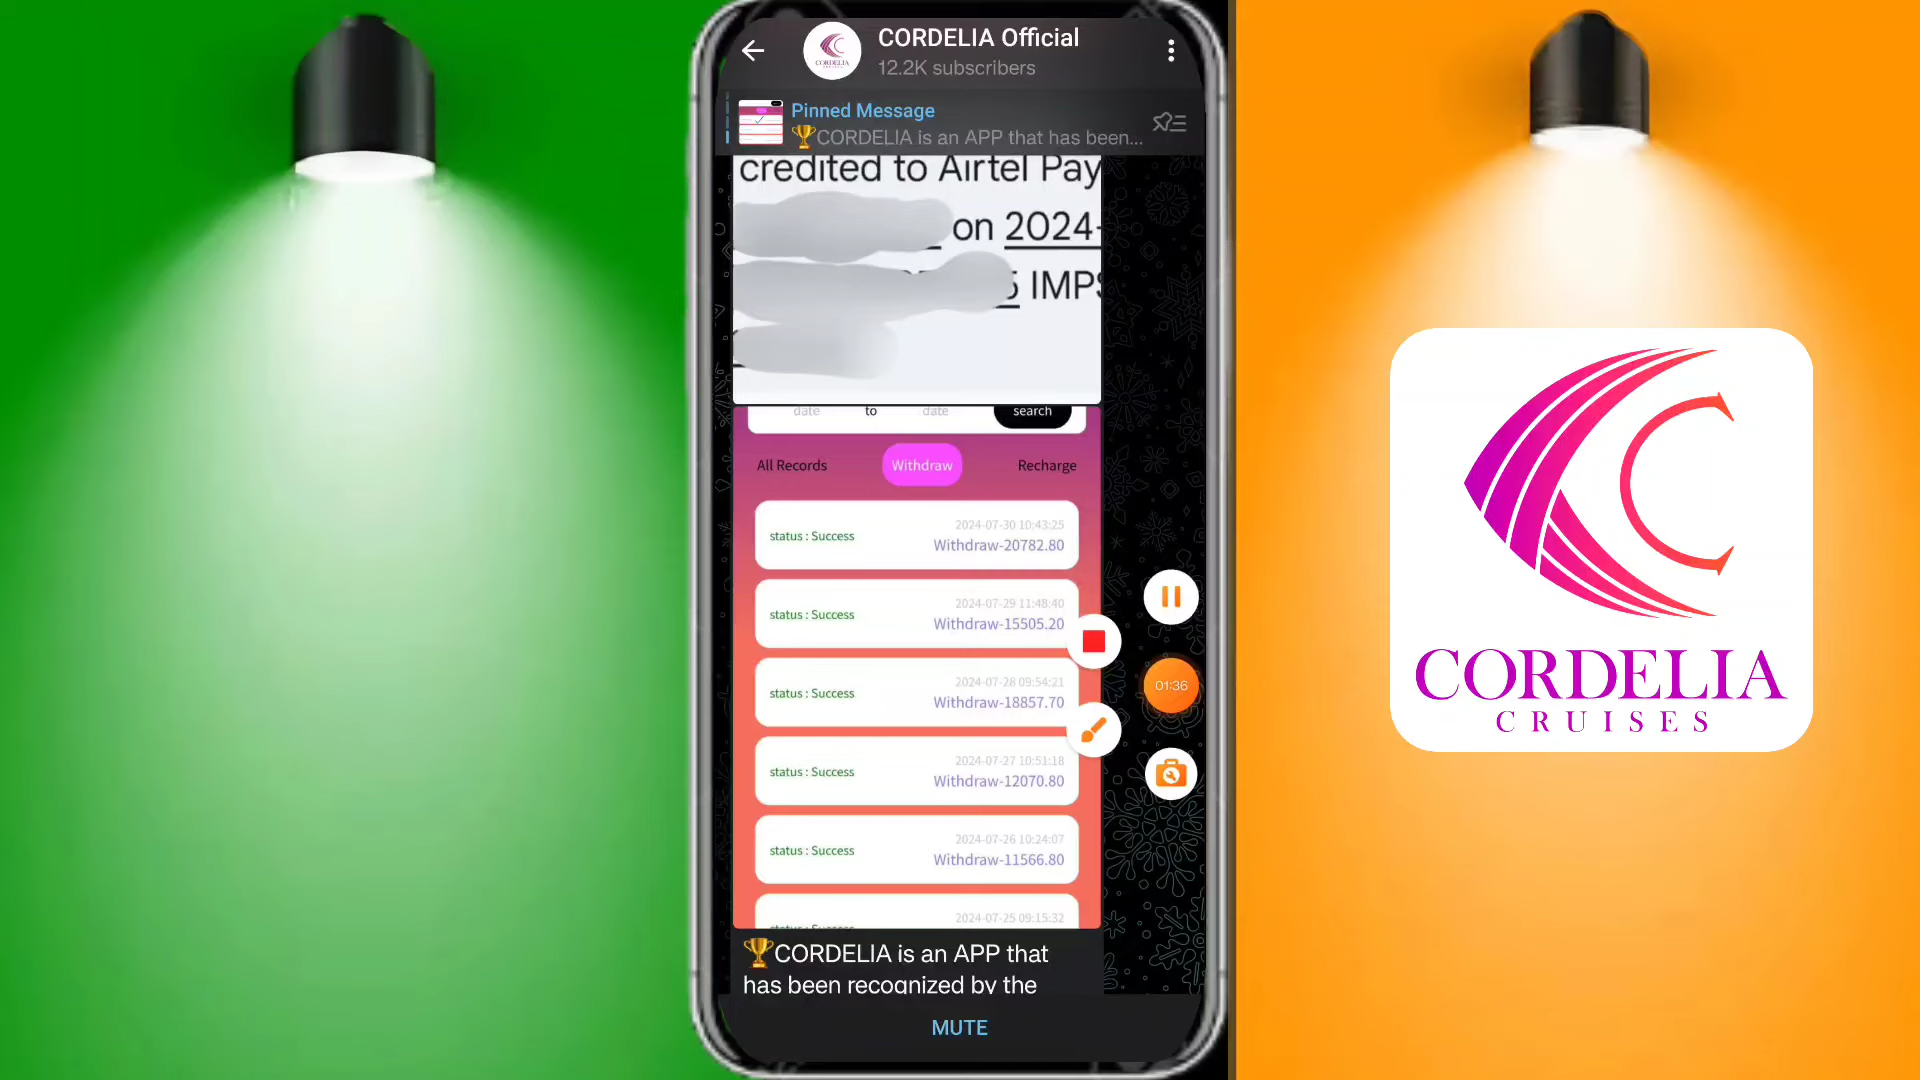 CORDELIA Official
12.2K subscribers
Pinned Message
🏆CORDELIA is an APP that has been...
credited to Airtel Pay
on 2024-
5 IMPS
date to date search
All Records Withdraw Recharge
2024-07-30 10:43:25
status : Success Withdraw-20782.80
2024-07-29 11:48:40
status : Success Withdraw-15505.20
2024-07-28 09:54:21
status : Success Withdraw-18857.70
2024-07-27 10:51:18
status : Success Withdraw-12070.80
2024-07-26 10:24:07
status : Success Withdraw-11566.80
2024-07-25 09:15:32
🏆CORDELIA is an APP that
has been recognized by the
MUTE
01:36
CORDELIA
CRUISES